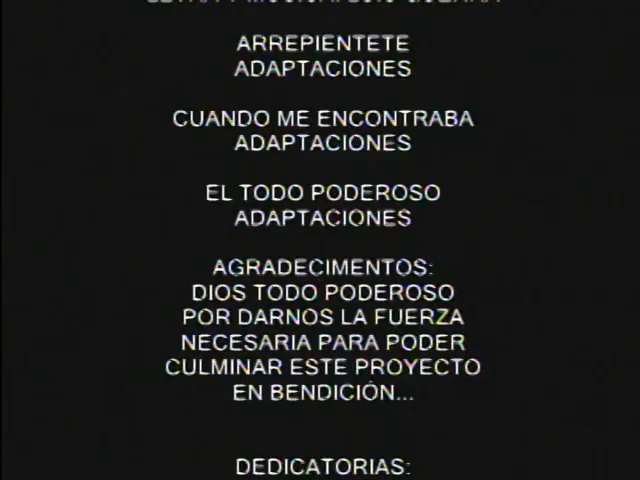 ARREPIENTETE
ADAPTACIONES
CUANDO ME ENCONTRABA
ADAPTACIONES
EL TODO PODEROSO
ADAPTACIONES
AGRADECIMENTOS:
DIOS TODO PODEROSO
POR DARNOS LA FUERZA
NECESARIA PARA PODER
CULMINAR ESTE PROYECTO
EN BENDICIÓN...
DEDICATORIAS: